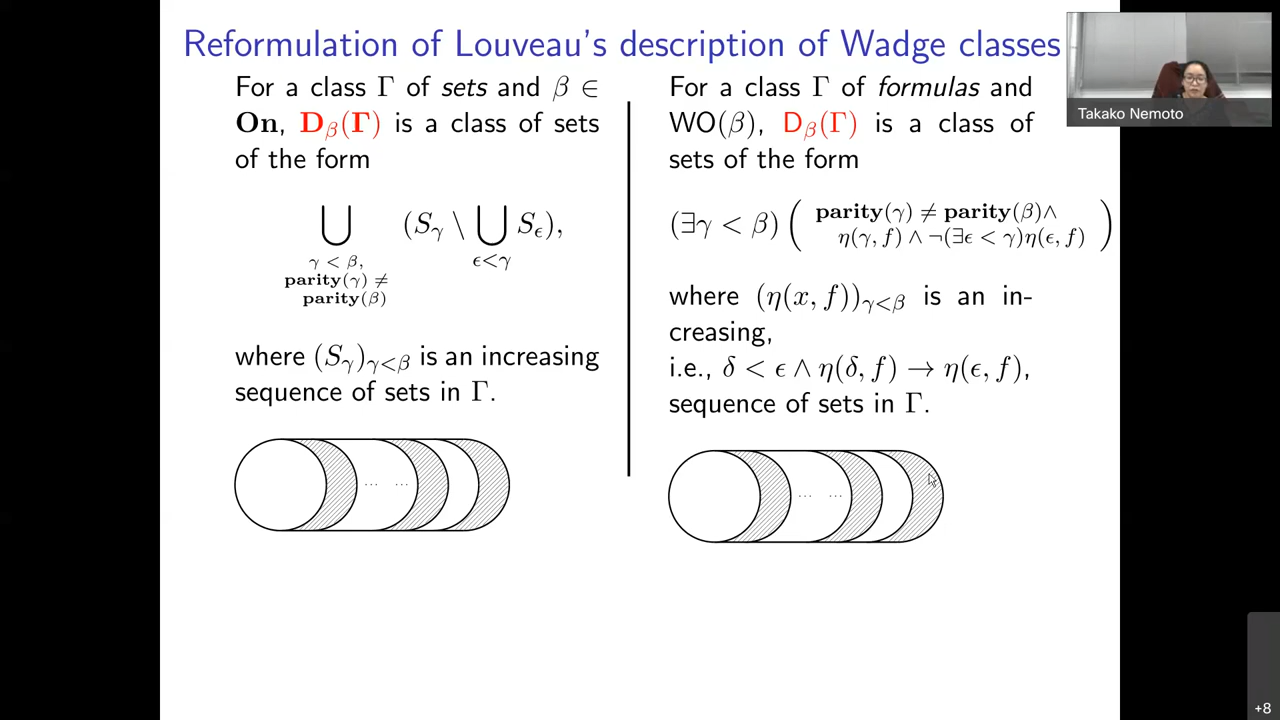 Reformulation of Louveau's description of Wadge classes
For a class Γ of sets and β ∈
On, D_β(Γ) is a class of sets
of the form
⋃ (S_γ \ ⋃ S_ϵ),
γ < β,
ϵ<γ
parity(γ) ≠
parity(β)
where (S_γ)_γ<β is an increasing
sequence of sets in Γ.
... ...
For a class Γ of formulas and
WO(β), D_β(Γ) is a class of
sets of the form
(∃γ < β) ( parity(γ) ≠ parity(β)∧
η(γ, f) ∧ ¬(∃ϵ < γ)η(ϵ, f) )
where (η(x, f))_γ<β is an in-
creasing,
i.e., δ < ϵ ∧ η(δ, f) → η(ϵ, f),
sequence of sets in Γ.
... ...
Takako Nemoto
+8